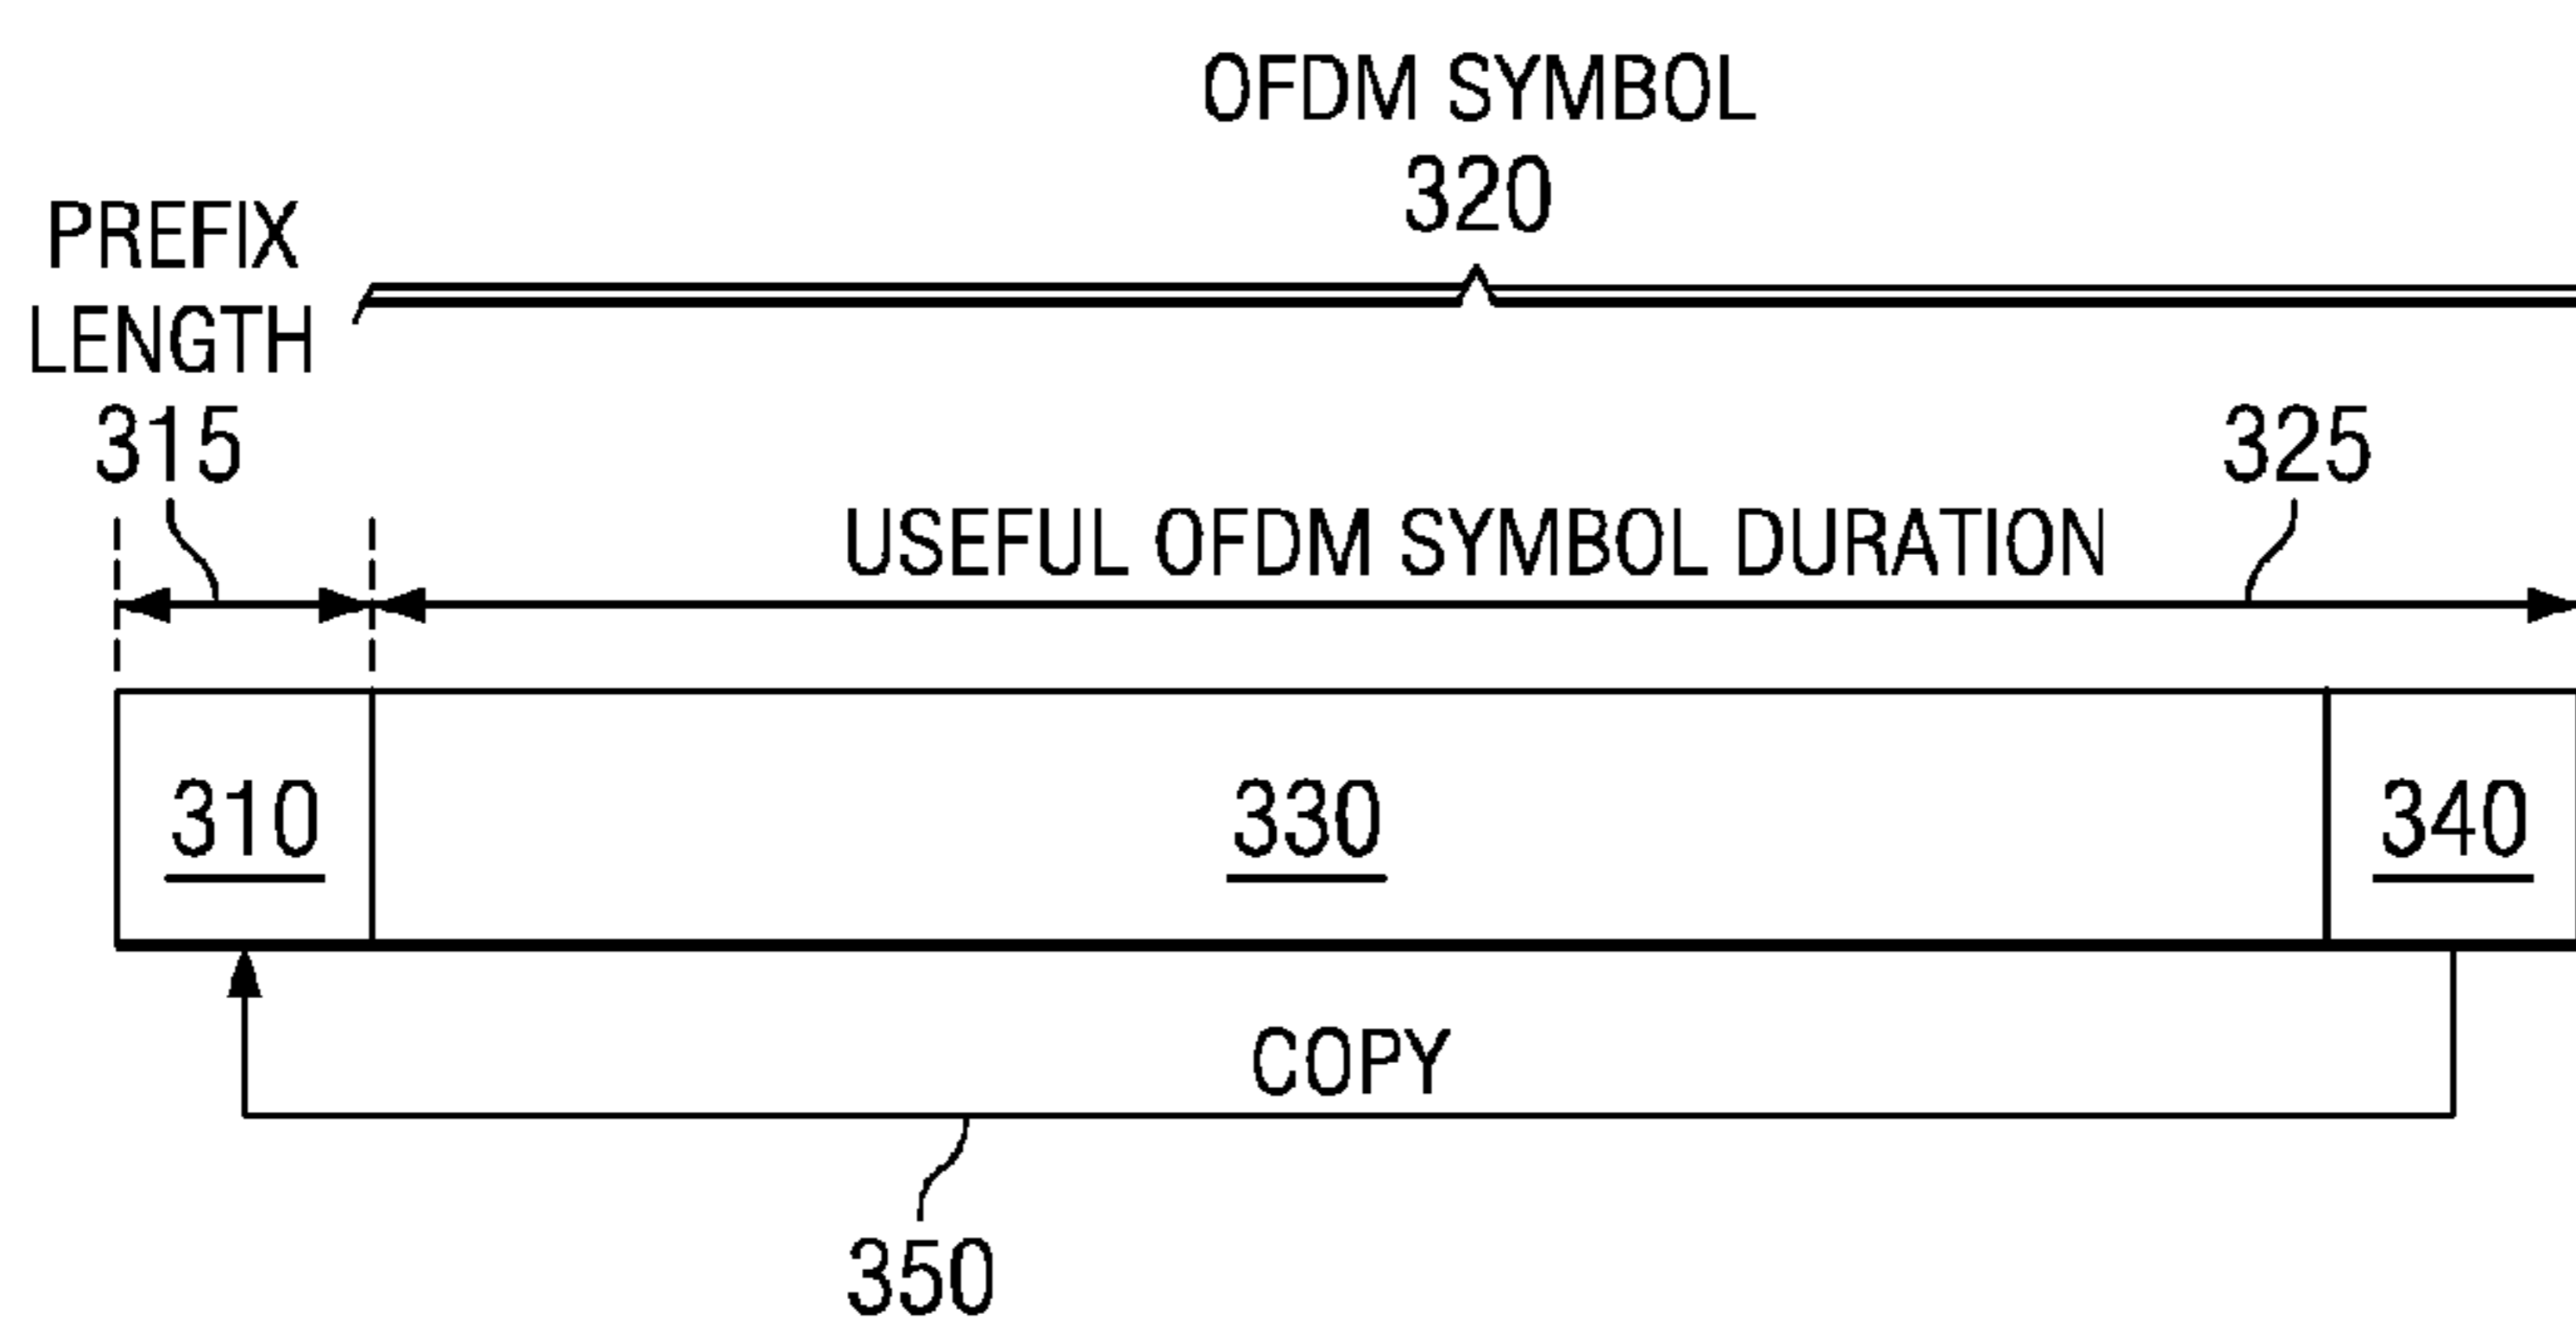 OFDM SYMBOL
320
PREFIX
LENGTH
315
325
USEFUL OFDM SYMBOL DURATION
310
330
340
COPY
350